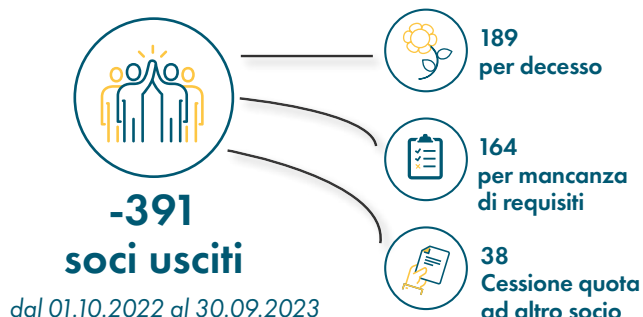 -391
soci usciti
dal 01.10.2022 al 30.09.2023
189
per decesso
164
per mancanza
di requisiti
38
Cessione quota
ad altro socio